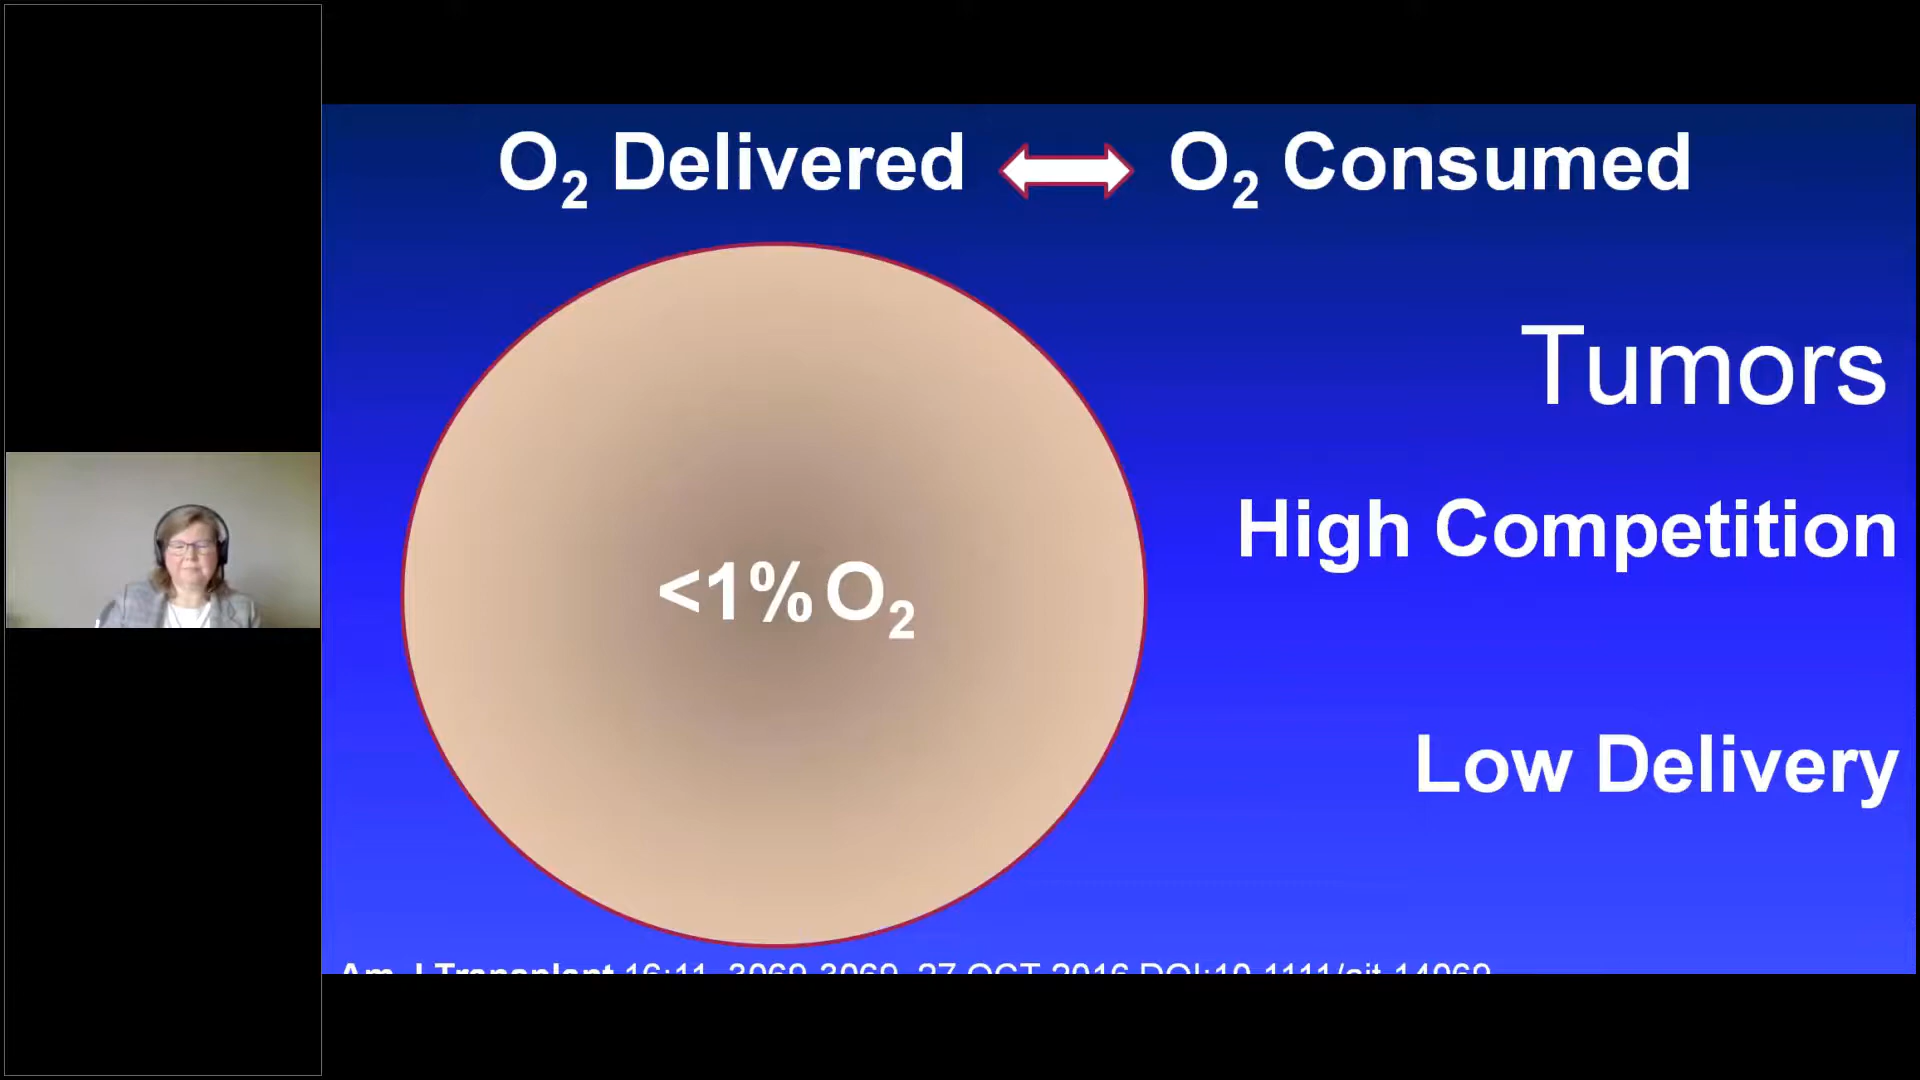 O₂ Delivered O₂ Consumed
Tumors
High Competition
<1% O₂
Low Delivery
Am J Transplant 16:11, 3069-3069, 27 OCT 2016 DOI:10.1111/ajt.14069